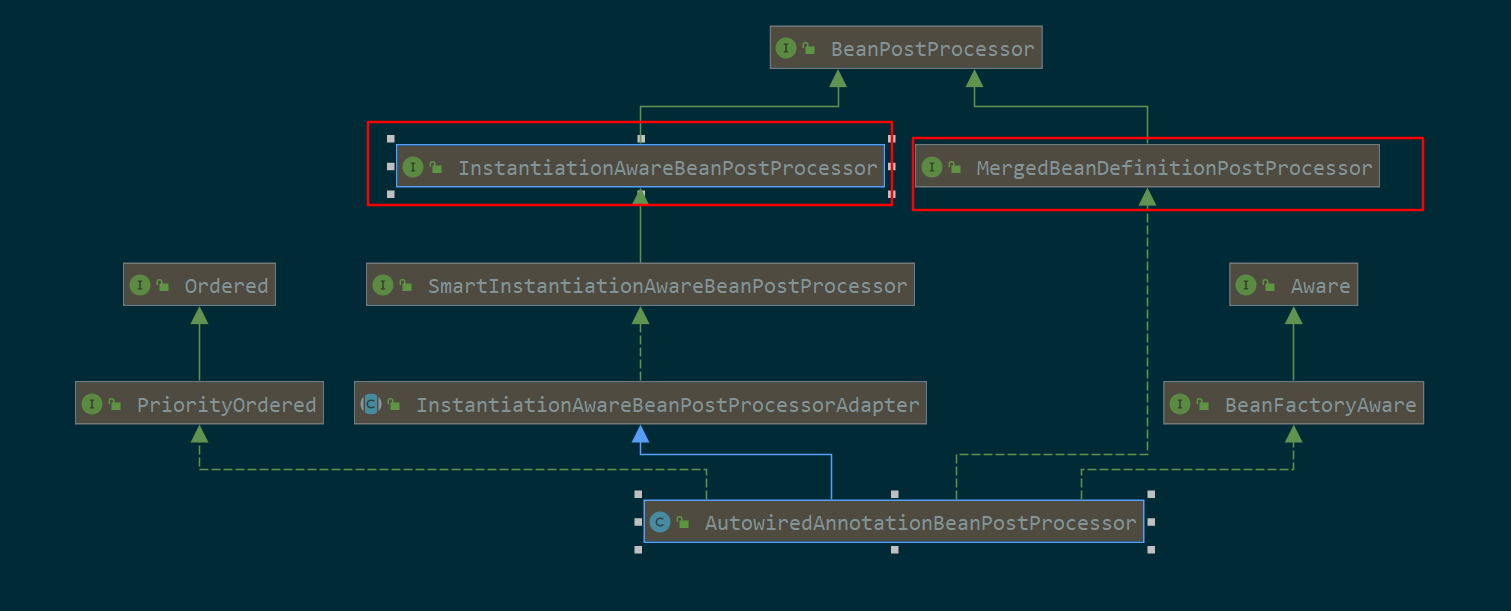 BeanPostProcessor
InstantiationAwareBeanPostProcessor
MergedBeanDefinitionPostProcessor
Ordered
SmartInstantiationAwareBeanPostProcessor
Aware
PriorityOrdered
InstantiationAwareBeanPostProcessorAdapter
BeanFactoryAware
AutowiredAnnotationBeanPostProcessor